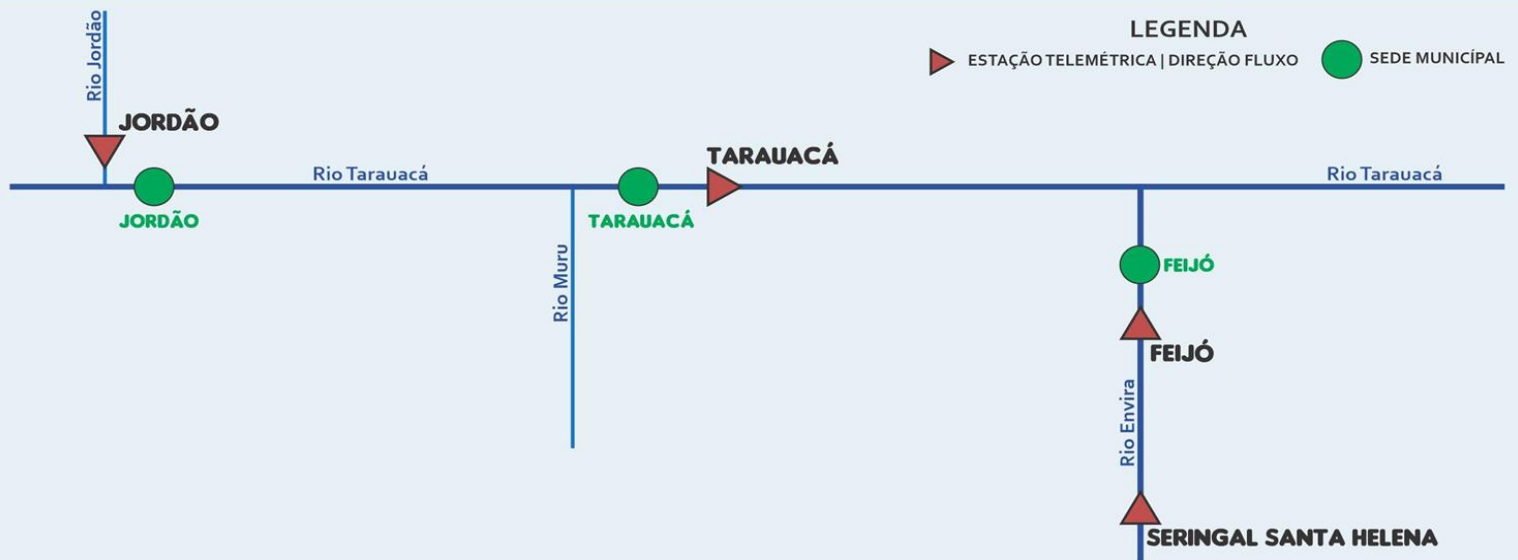 LEGENDA
ESTAÇÃO TELEMÉTRICA | DIREÇÃO FLUXO
SEDE MUNICÍPAL
Rio Jordão
JORDÃO
JORDÃO
Rio Tarauacá
Rio Muru
TARAUACÁ
TARAUACÁ
Rio Tarauacá
FEIJÓ
FEIJÓ
Rio Envira
SERINGAL SANTA HELENA